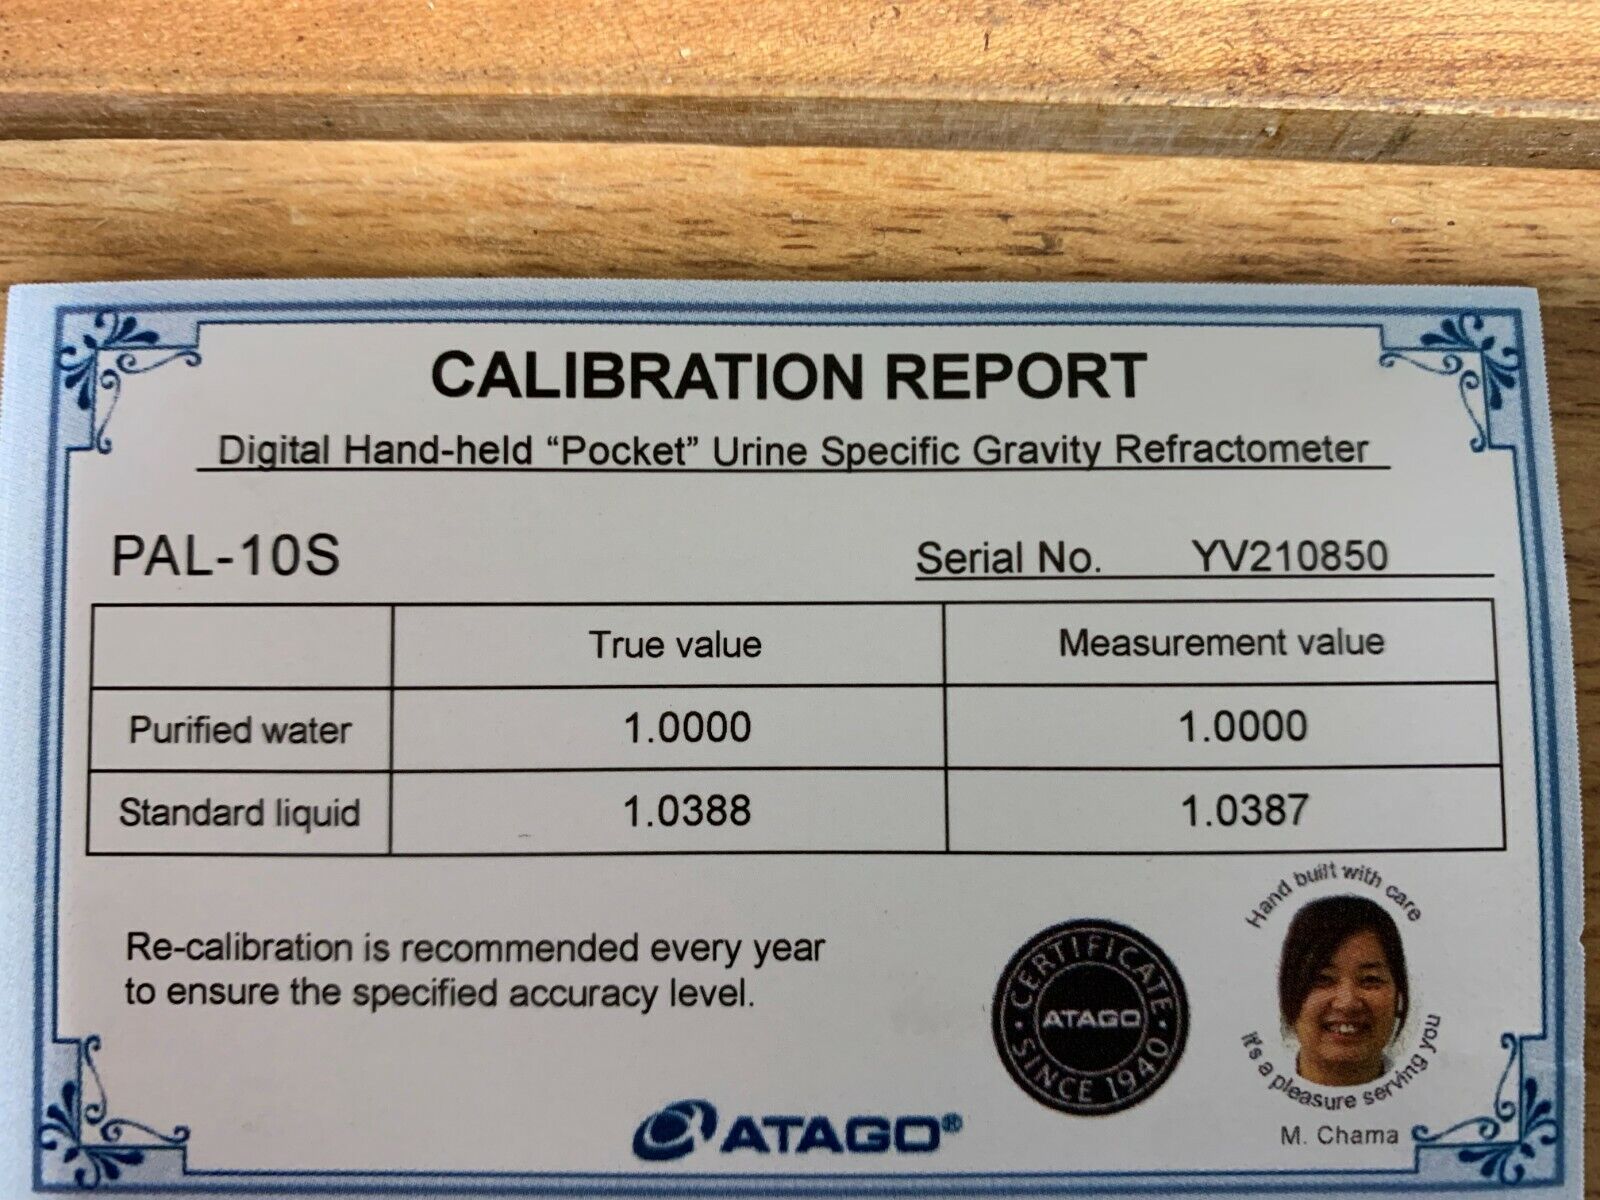 CALIBRATION REPORT
Digital Hand-held “Pocket” Urine Specific Gravity Refractometer
PAL-10S
Serial No. YV210850
True value Measurement value
Purified water 1.0000 1.0000
Standard liquid 1.0388 1.0387
Re-calibration is recommended every year
to ensure the specified accuracy level.
CERTIFICATE
ATAGO
SINCE 1940
Hand built with care
It's a pleasure serving you
M. Chama
ATAGO®